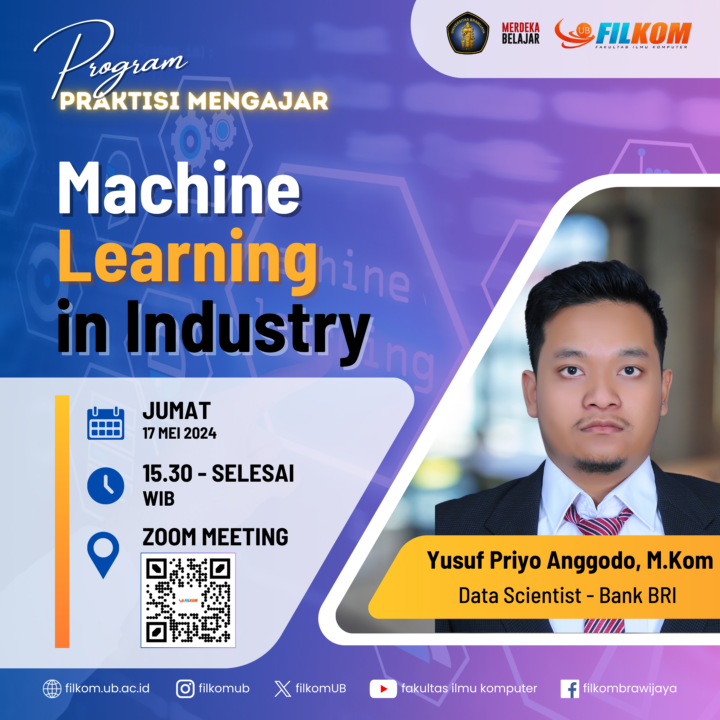 Program
PRAKTISI MENGAJAR
MERDEKA
BELAJAR
UB FILKOM
FAKULTAS ILMU KOMPUTER
Machine
Learning
in Industry
JUMAT
17 MEI 2024
15.30 - SELESAI
WIB
ZOOM MEETING
Yusuf Priyo Anggodo, M.Kom
Data Scientist - Bank BRI
filkom.ub.ac.id
filkomub
filkomUB
fakultas ilmu komputer
filkombrawijaya